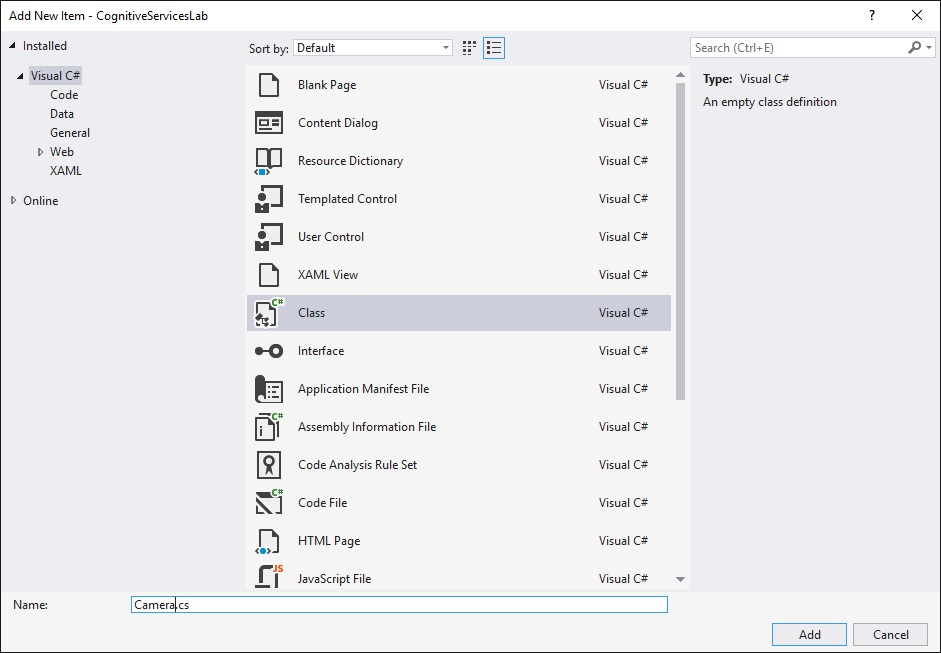 Add New Item - CognitiveServicesLab ?
Installed
Visual C#
Code
Data
General
Web
XAML
Online
Sort by: Default
Blank Page Visual C#
Content Dialog Visual C#
Resource Dictionary Visual C#
Templated Control Visual C#
User Control Visual C#
XAML View Visual C#
C# Class Visual C#
Interface Visual C#
Application Manifest File Visual C#
C# Assembly Information File Visual C#
Code Analysis Rule Set Visual C#
C# Code File Visual C#
HTML Page Visual C#
JS JavaScript File Visual C#
Search (Ctrl+E)
Type: Visual C#
An empty class definition
Name: Camera.cs
Add Cancel